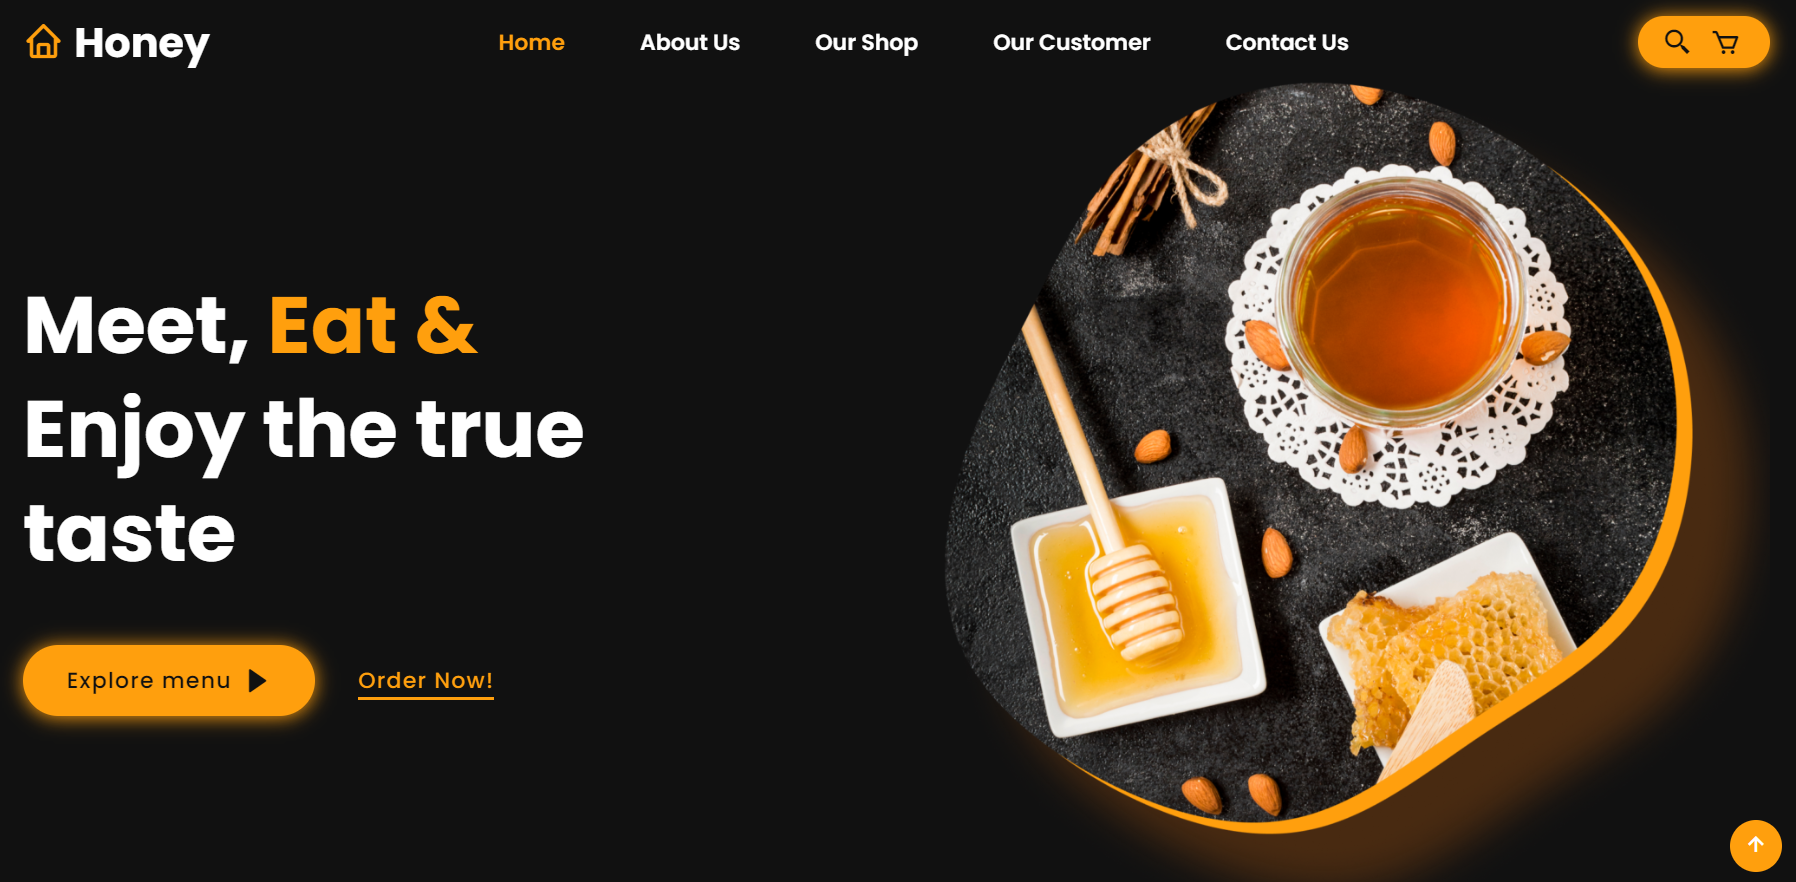 Honey
Home
About Us
Our Shop
Our Customer
Contact Us
Meet, Eat &
Enjoy the true
taste
Explore menu
Order Now!